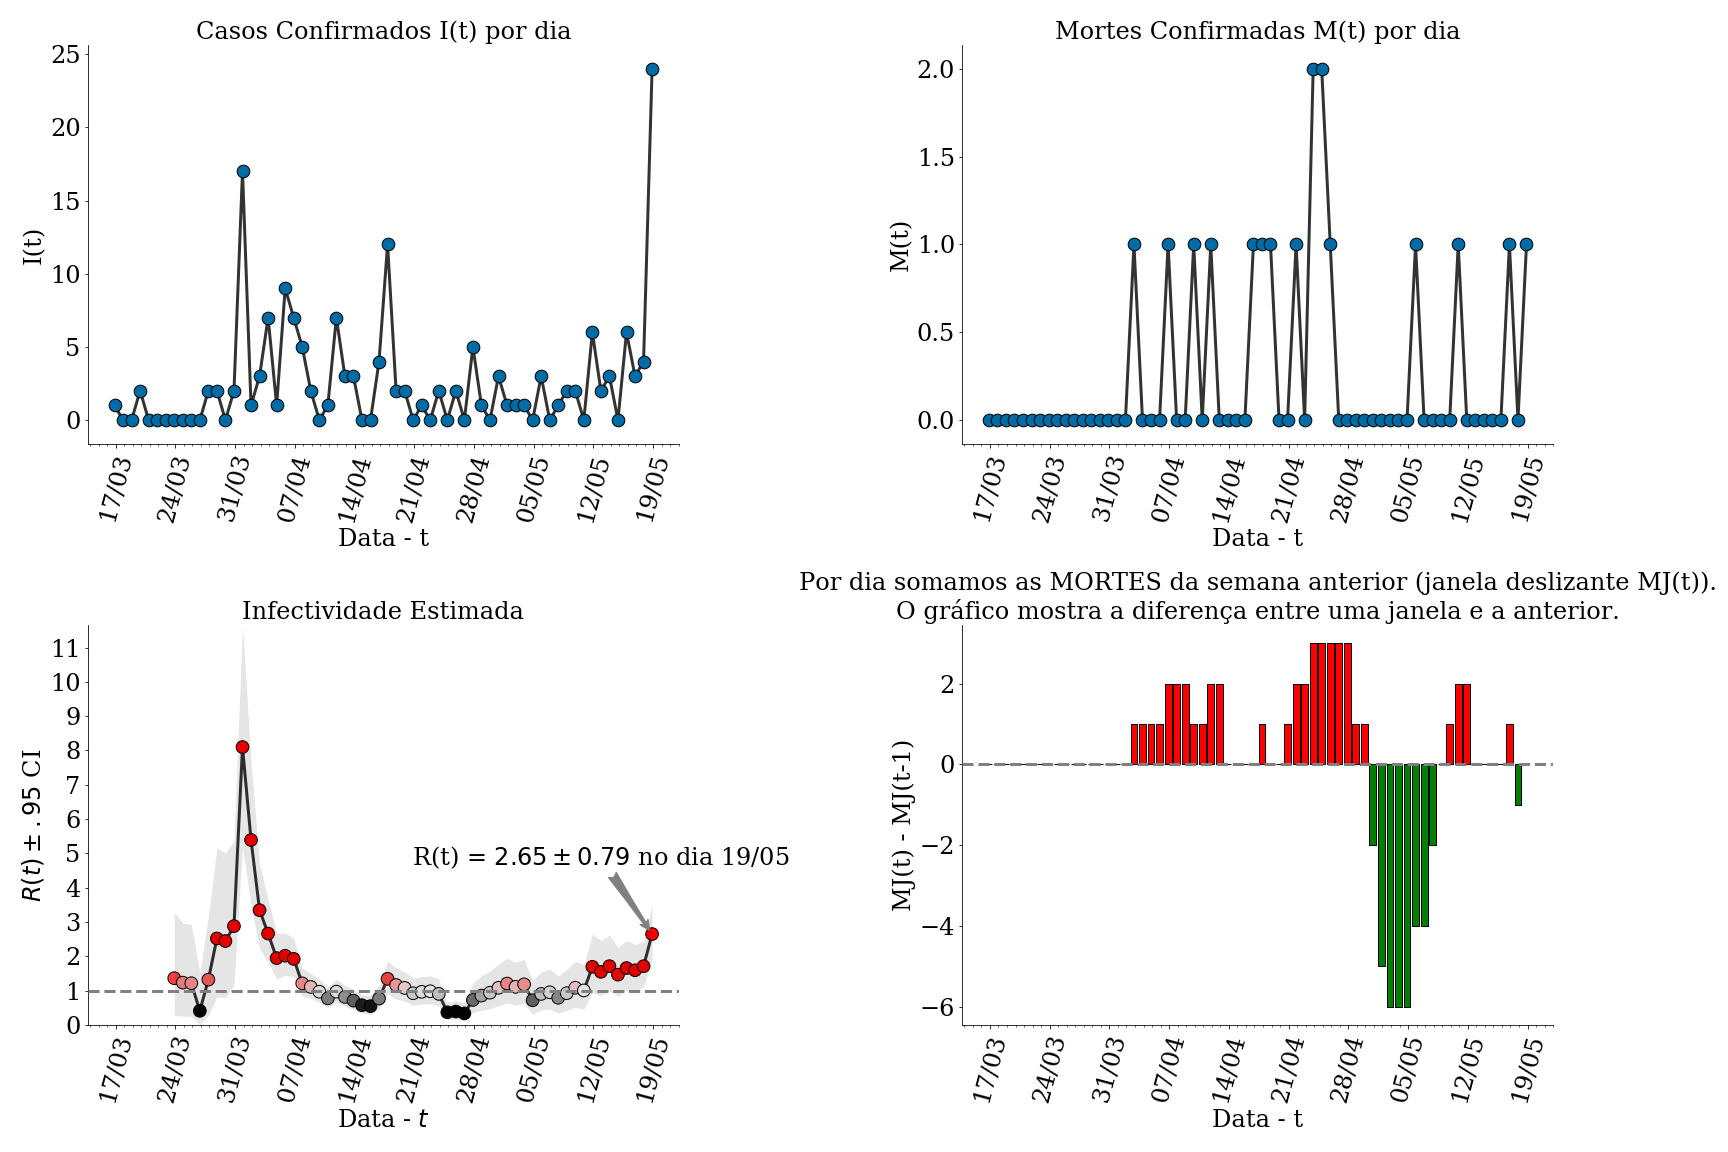 Casos Confirmados I(t) por dia
25
20
15
10
5
0
I(t)
17/03 24/03 31/03 07/04 14/04 21/04 28/04 05/05 12/05 19/05
Data - t
Mortes Confirmadas M(t) por dia
2.0
1.5
1.0
0.5
0.0
M(t)
17/03 24/03 31/03 07/04 14/04 21/04 28/04 05/05 12/05 19/05
Data - t
Infectividade Estimada
11
10
9
8
7
6
5
4
3
2
1
0
R(t) ± .95 CI
R(t) = 2.65 ± 0.79 no dia 19/05
17/03 24/03 31/03 07/04 14/04 21/04 28/04 05/05 12/05 19/05
Data - t
Por dia somamos as MORTES da semana anterior (janela deslizante MJ(t)).
O gráfico mostra a diferença entre uma janela e a anterior.
2
0
−2
−4
−6
MJ(t) - MJ(t-1)
17/03 24/03 31/03 07/04 14/04 21/04 28/04 05/05 12/05 19/05
Data - t